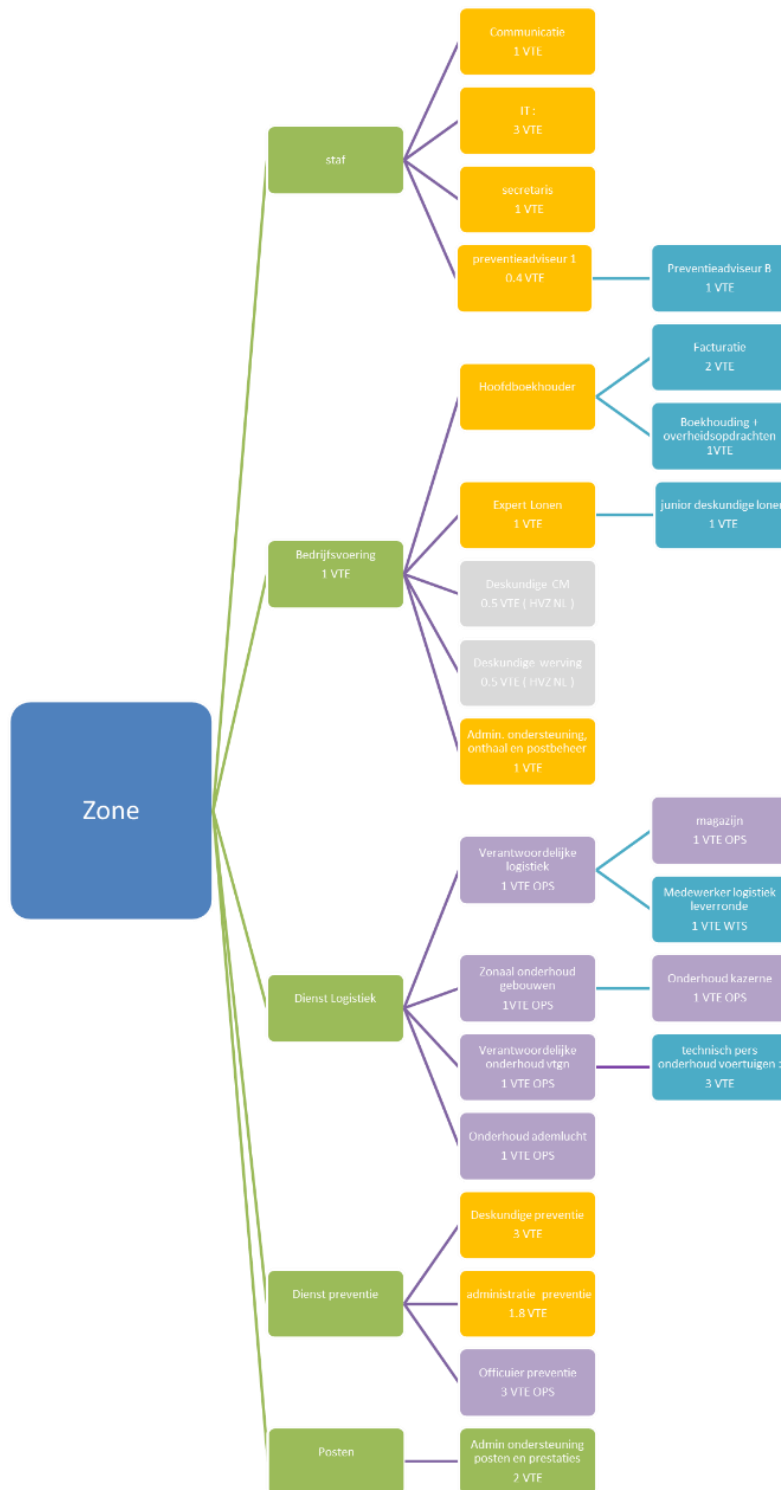 Zone
staf
Communicatie
1 VTE
IT :
3 VTE
secretaris
1 VTE
preventieadviseur 1
0.4 VTE
Preventieadviseur B
1 VTE
Bedrijfsvoering
1 VTE
Hoofdboekhouder
Facturatie
2 VTE
Boekhouding +
overheidsopdrachten
1VTE
Expert Lonen
1 VTE
junior deskundige lonen
1 VTE
Deskundige CM
0.5 VTE ( HVZ NL )
Deskundige werving
0.5 VTE ( HVZ NL )
Admin. ondersteuning,
onthaal en postbeheer
1 VTE
Dienst Logistiek
Verantwoordelijke
logistiek
1 VTE OPS
magazijn
1 VTE OPS
Medewerker logistiek
leverronde
1 VTE WTS
Zonaal onderhoud
gebouwen
1VTE OPS
Onderhoud kazerne
1 VTE OPS
Verantwoordelijke
onderhoud vtgn
1 VTE OPS
technisch pers
onderhoud voertuigen :
3 VTE
Onderhoud ademlucht
1 VTE OPS
Dienst preventie
Deskundige preventie
3 VTE
administratie preventie
1.8 VTE
Officuier preventie
3 VTE OPS
Posten
Admin ondersteuning
posten en prestaties
2 VTE